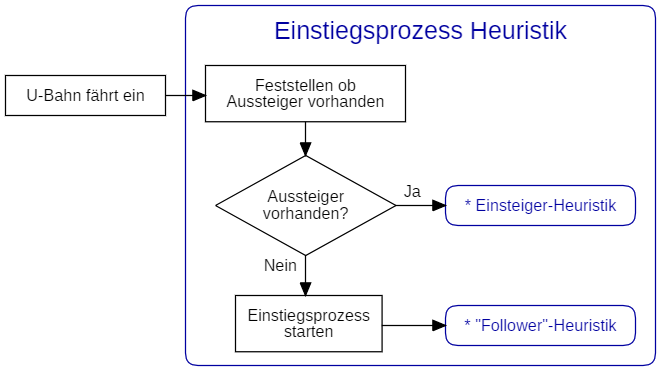 Einstiegsprozess Heuristik
U-Bahn fährt ein
Feststellen ob
Aussteiger vorhanden
Aussteiger
vorhanden?
Ja
* Einsteiger-Heuristik
Nein
Einstiegsprozess
starten
* "Follower"-Heuristik